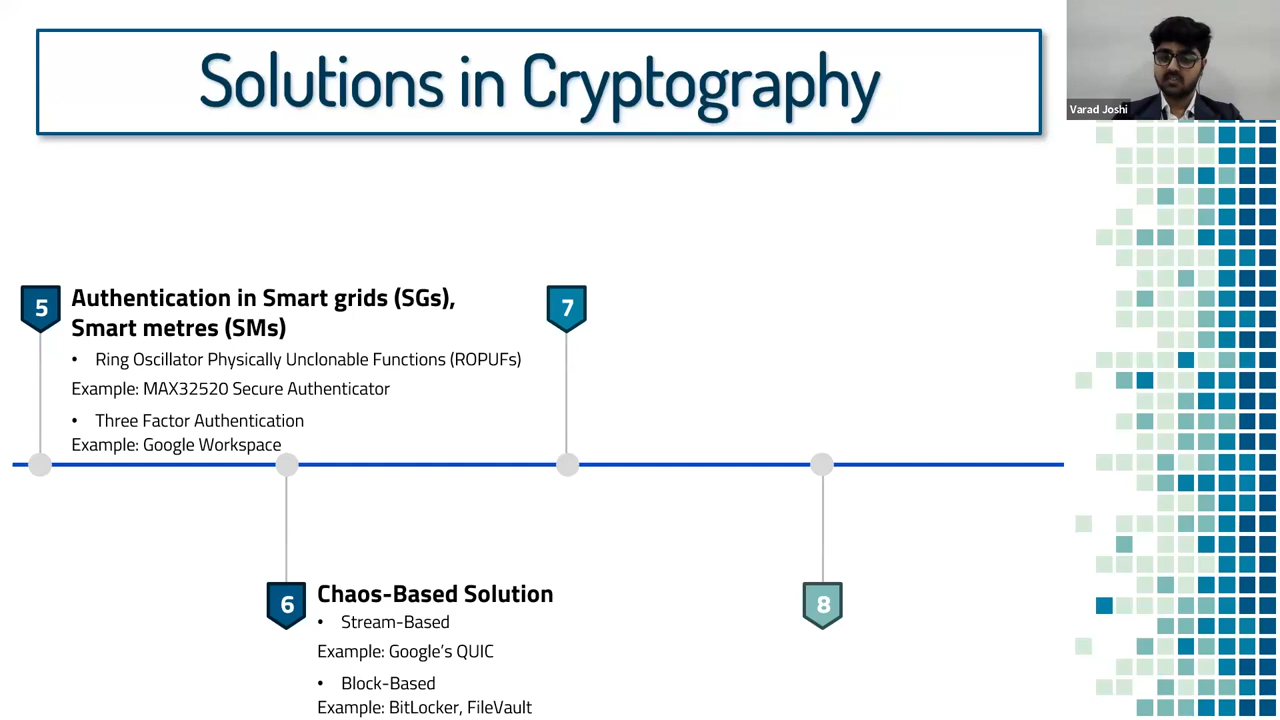 Solutions in Cryptography
Varad Joshi
5
Authentication in Smart grids (SGs),
Smart metres (SMs)
• Ring Oscillator Physically Unclonable Functions (ROPUFs)
Example: MAX32520 Secure Authenticator
• Three Factor Authentication
Example: Google Workspace
7
6
Chaos-Based Solution
• Stream-Based
Example: Google’s QUIC
• Block-Based
Example: BitLocker, FileVault
8